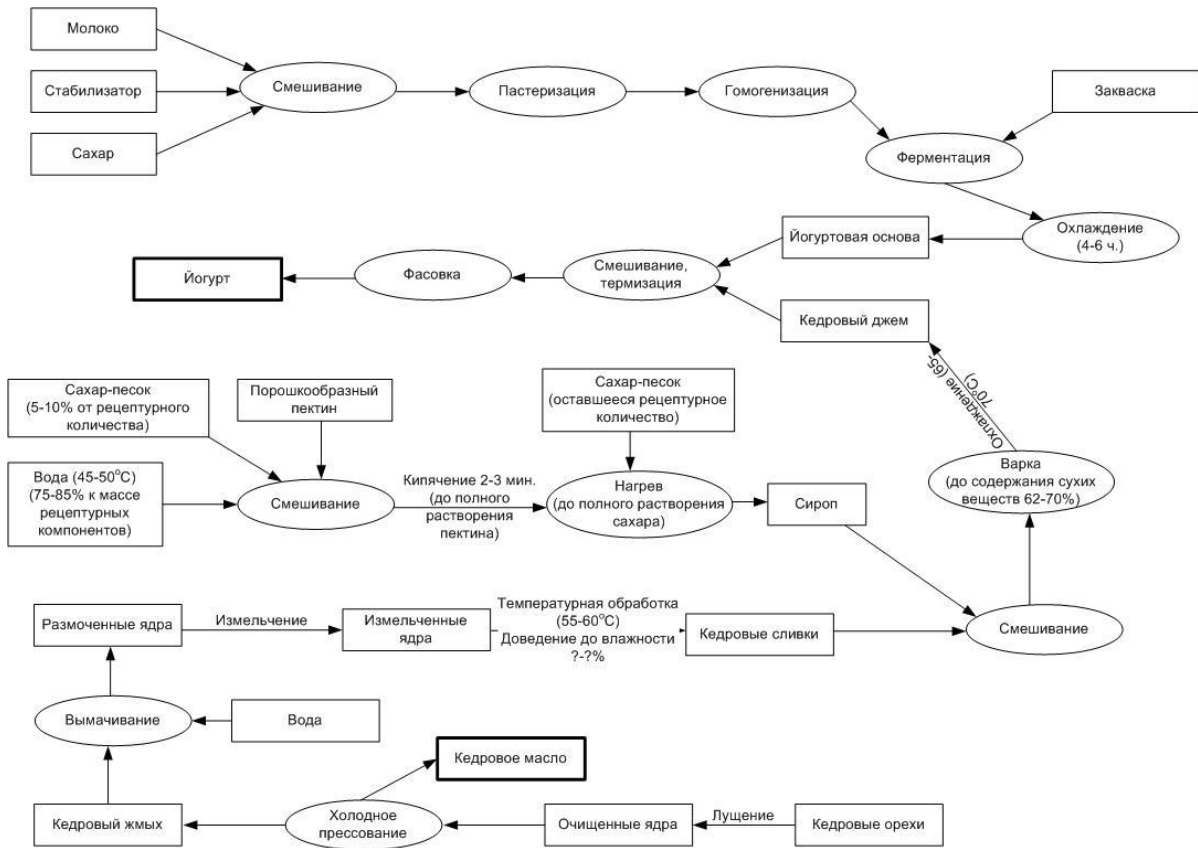 Молоко
Стабилизатор
Сахар
Смешивание
Пастеризация
Гомогенизация
Закваска
Ферментация
Охлаждение
(4-6 ч.)
Йогуртовая основа
Смешивание,
термизация
Фасовка
Йогурт
Кедровый джем
Охлаждение (65-
70°С)
Сахар-песок
(5-10% от рецептурного
количества)
Порошкообразный
пектин
Вода (45-50°С)
(75-85% к массе
рецептурных
компонентов)
Смешивание
Кипячение 2-3 мин.
(до полного
растворения
пектина)
Сахар-песок
(оставшееся рецептурное
количество)
Нагрев
(до полного растворения
сахара)
Сироп
Варка
(до содержания сухих
веществ 62-70%)
Размоченные ядра
Измельчение
Измельченные
ядра
Температурная обработка
(55-60°С)
Доведение до влажности
?-?%
Кедровые сливки
Смешивание
Вымачивание
Вода
Кедровое масло
Кедровый жмых
Холодное
прессование
Очищенные ядра
Лущение
Кедровые орехи